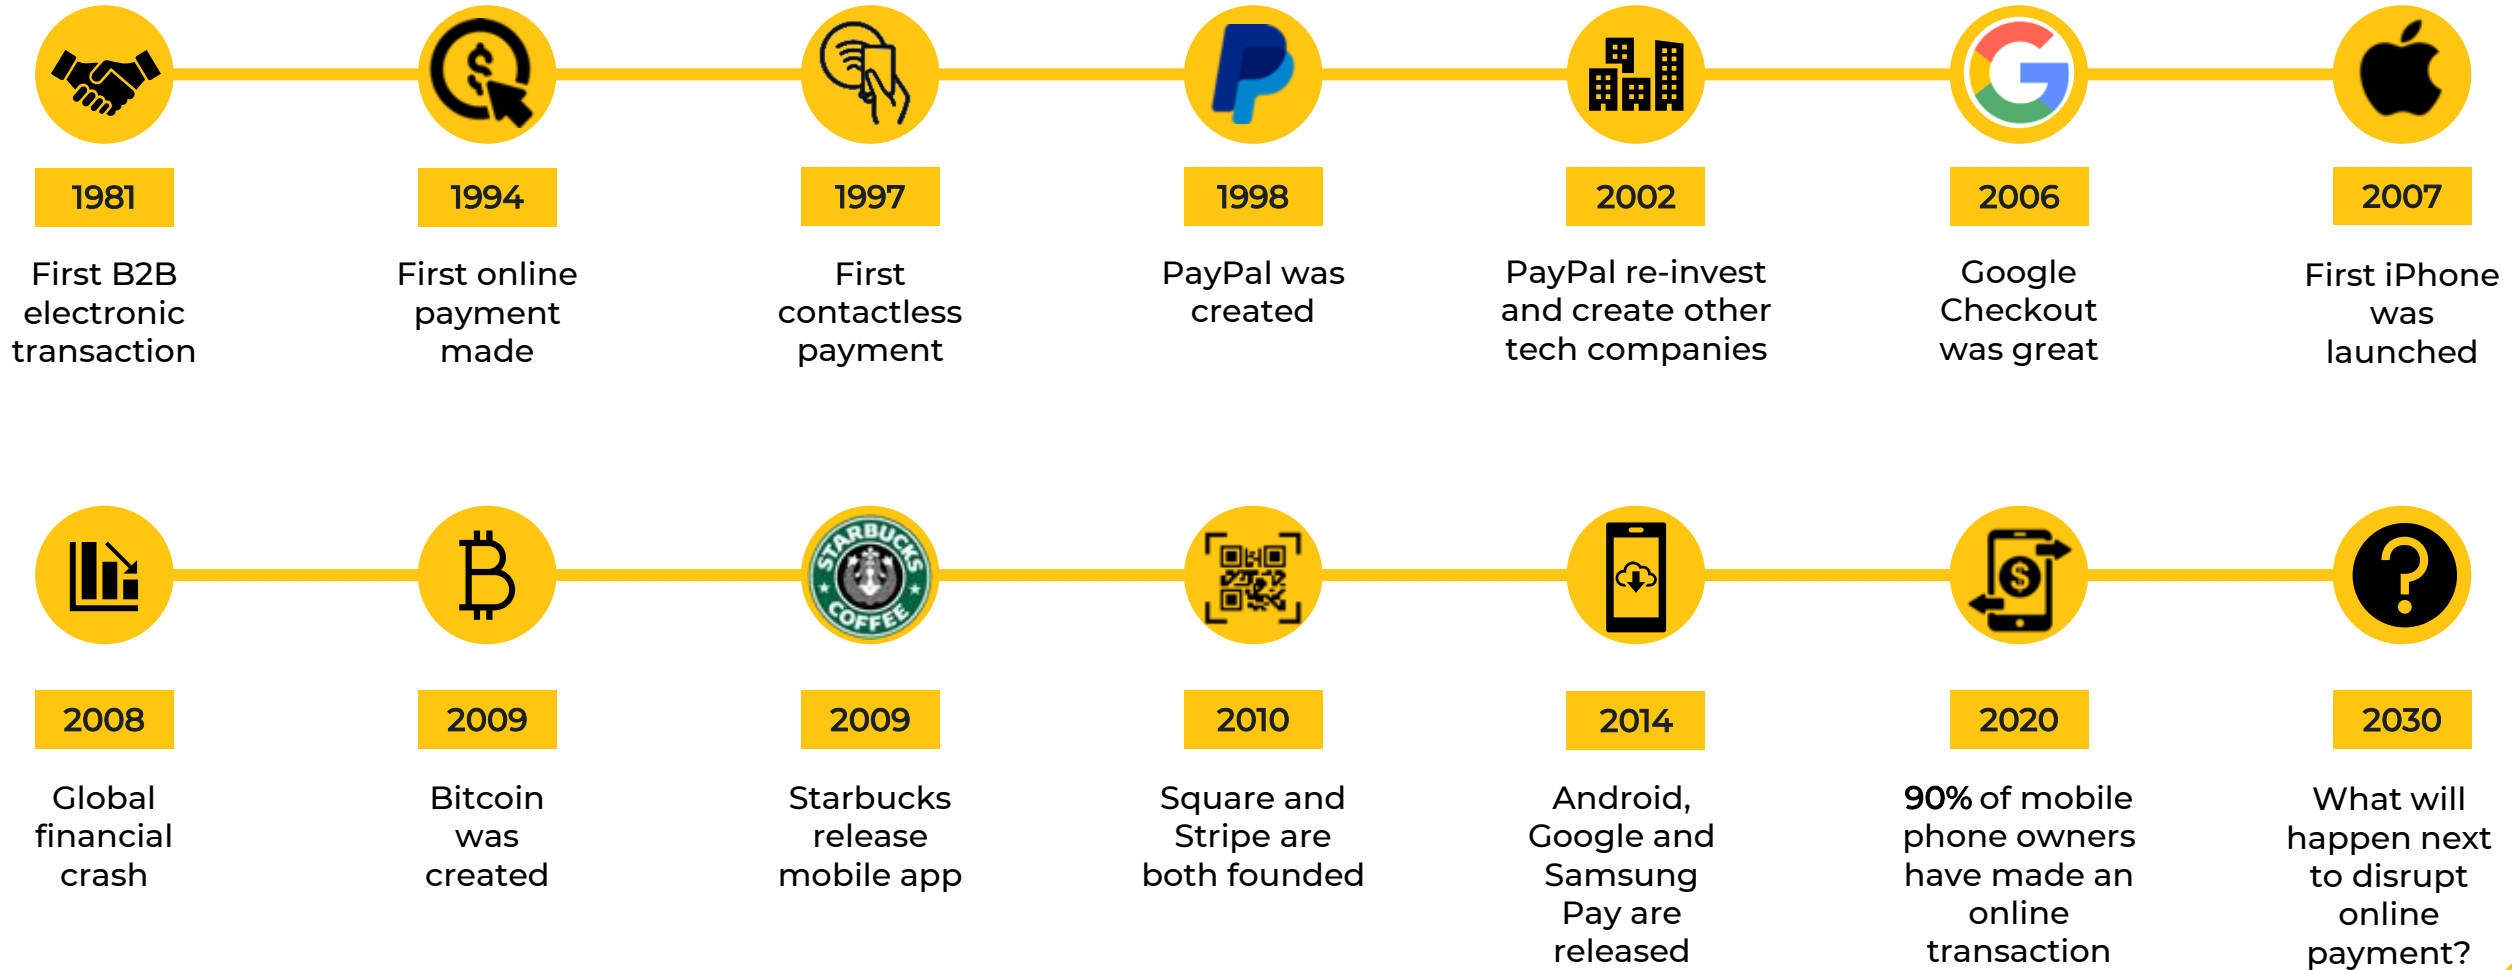 1981
First B2B
electronic
transaction
1994
First online
payment
made
1997
First
contactless
payment
1998
PayPal was
created
2002
PayPal re-invest
and create other
tech companies
2006
Google
Checkout
was great
2007
First iPhone
was
launched
2008
Global
financial
crash
2009
Bitcoin
was
created
STARBUCKS
COFFEE
2009
Starbucks
release
mobile app
2010
Square and
Stripe are
both founded
2014
Android,
Google and
Samsung
Pay are
released
2020
90% of mobile
phone owners
have made an
online
transaction
2030
What will
happen next
to disrupt
online
payment?